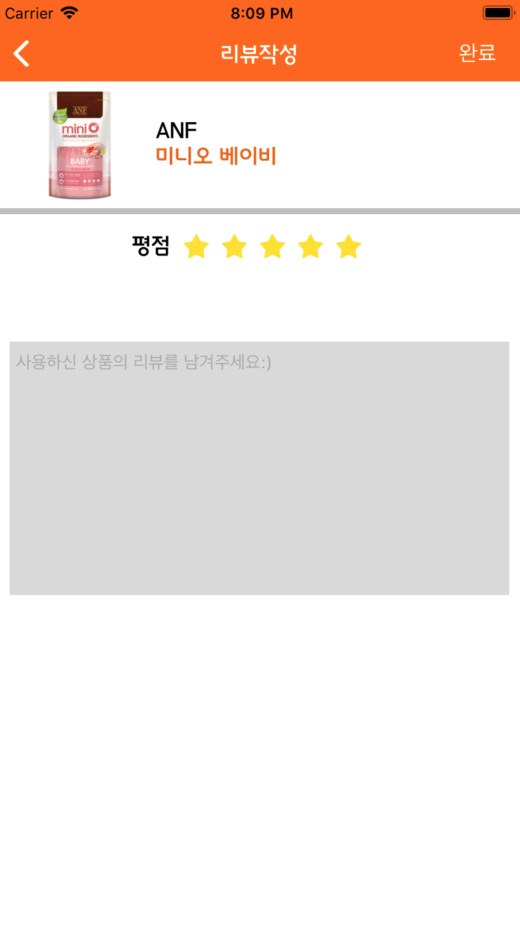 Carrier 8:09 PM
리뷰작성 완료
ANF
mini
ORGANIC INGREDIENTS
BABY
ANF
미니오 베이비
평점
사용하신 상품의 리뷰를 남겨주세요:)